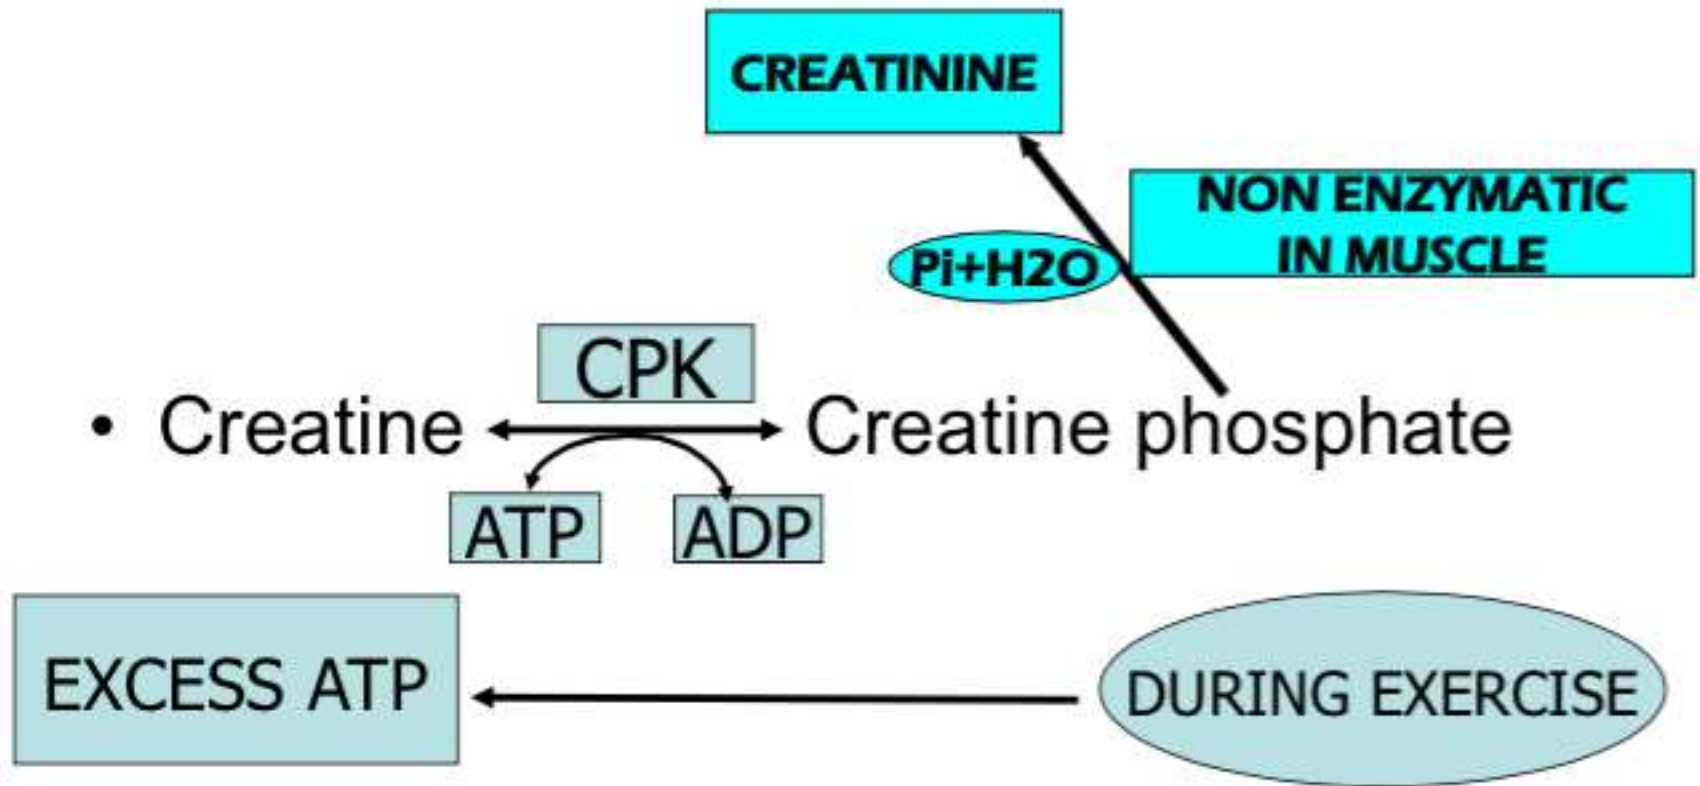 CREATININE
NON ENZYMATIC
IN MUSCLE
Pi+H2O
CPK
• Creatine Creatine phosphate
ATP ADP
EXCESS ATP DURING EXERCISE